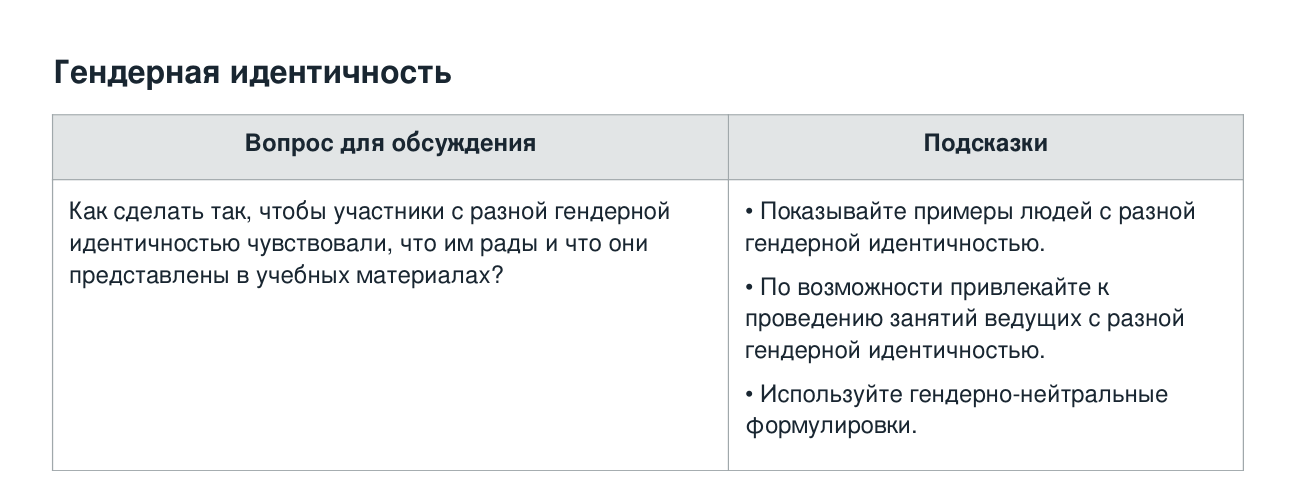 Гендерная идентичность
Вопрос для обсуждения
Подсказки
Как сделать так, чтобы участники с разной гендерной
идентичностью чувствовали, что им рады и что они
представлены в учебных материалах?
• Показывайте примеры людей с разной
гендерной идентичностью.
• По возможности привлекайте к
проведению занятий ведущих с разной
гендерной идентичностью.
• Используйте гендерно-нейтральные
формулировки.